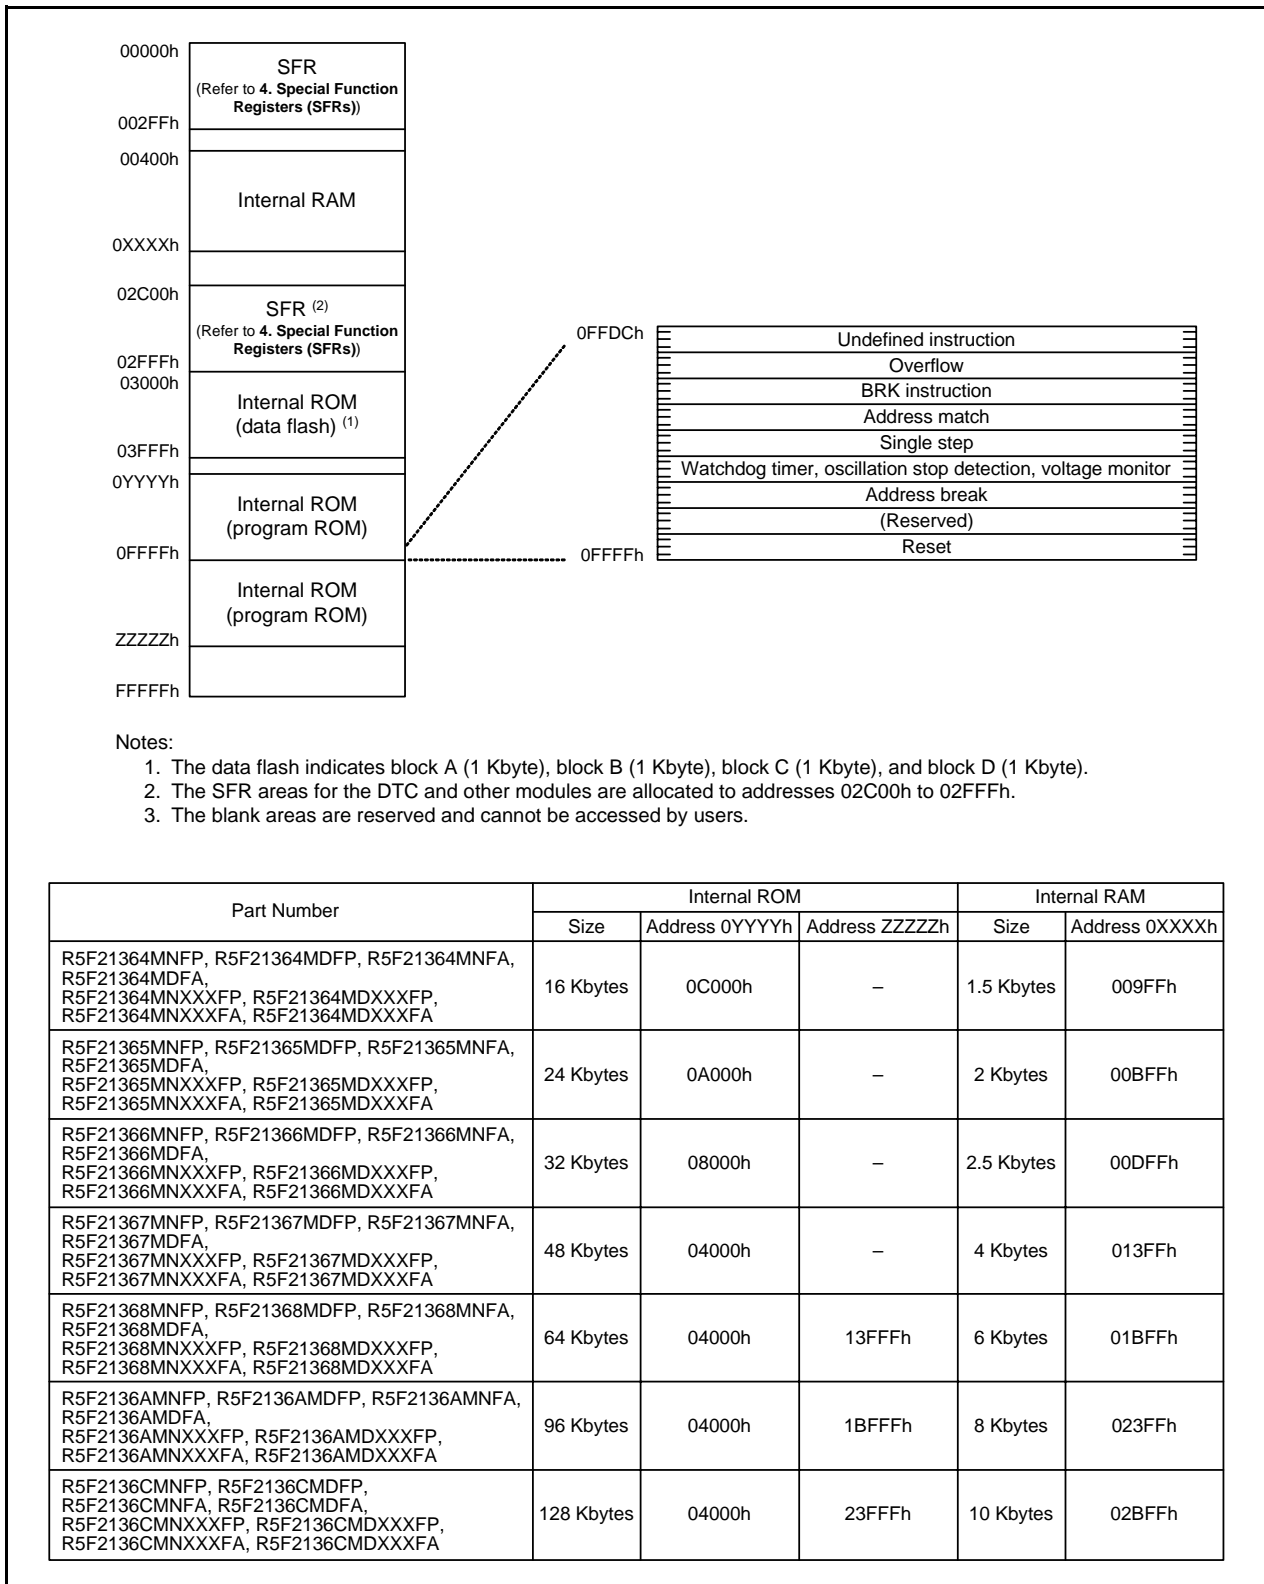 00000h
SFR
(Refer to 4. Special Function
Registers (SFRs))
002FFh
00400h
Internal RAM
0XXXXh
02C00h
SFR (2)
(Refer to 4. Special Function
Registers (SFRs))
02FFFh
03000h
Internal ROM
(data flash) (1)
03FFFh
0YYYYh
Internal ROM
(program ROM)
0FFFFh
Internal ROM
(program ROM)
ZZZZZh
FFFFFh
0FFDCh
Undefined instruction
Overflow
BRK instruction
Address match
Single step
Watchdog timer, oscillation stop detection, voltage monitor
Address break
(Reserved)
0FFFFh
Reset
Notes:
1. The data flash indicates block A (1 Kbyte), block B (1 Kbyte), block C (1 Kbyte), and block D (1 Kbyte).
2. The SFR areas for the DTC and other modules are allocated to addresses 02C00h to 02FFFh.
3. The blank areas are reserved and cannot be accessed by users.
Part Number Internal ROM Internal RAM
Size Address 0YYYYh Address ZZZZZh Size Address 0XXXXh
R5F21364MNFP, R5F21364MDFP, R5F21364MNFA,
R5F21364MDFA,
R5F21364MNXXXFP, R5F21364MDXXXFP,
R5F21364MNXXXFA, R5F21364MDXXXFA
16 Kbytes 0C000h – 1.5 Kbytes 009FFh
R5F21365MNFP, R5F21365MDFP, R5F21365MNFA,
R5F21365MDFA,
R5F21365MNXXXFP, R5F21365MDXXXFP,
R5F21365MNXXXFA, R5F21365MDXXXFA
24 Kbytes 0A000h – 2 Kbytes 00BFFh
R5F21366MNFP, R5F21366MDFP, R5F21366MNFA,
R5F21366MDFA,
R5F21366MNXXXFP, R5F21366MDXXXFP,
R5F21366MNXXXFA, R5F21366MDXXXFA
32 Kbytes 08000h – 2.5 Kbytes 00DFFh
R5F21367MNFP, R5F21367MDFP, R5F21367MNFA,
R5F21367MDFA,
R5F21367MNXXXFP, R5F21367MDXXXFP,
R5F21367MNXXXFA, R5F21367MDXXXFA
48 Kbytes 04000h – 4 Kbytes 013FFh
R5F21368MNFP, R5F21368MDFP, R5F21368MNFA,
R5F21368MDFA,
R5F21368MNXXXFP, R5F21368MDXXXFP,
R5F21368MNXXXFA, R5F21368MDXXXFA
64 Kbytes 04000h 13FFFh 6 Kbytes 01BFFh
R5F2136AMNFP, R5F2136AMDFP, R5F2136AMNFA,
R5F2136AMDFA,
R5F2136AMNXXXFP, R5F2136AMDXXXFP,
R5F2136AMNXXXFA, R5F2136AMDXXXFA
96 Kbytes 04000h 1BFFFh 8 Kbytes 023FFh
R5F2136CMNFP, R5F2136CMDFP,
R5F2136CMNFA, R5F2136CMDFA,
R5F2136CMNXXXFP, R5F2136CMDXXXFP,
R5F2136CMNXXXFA, R5F2136CMDXXXFA
128 Kbytes 04000h 23FFFh 10 Kbytes 02BFFh